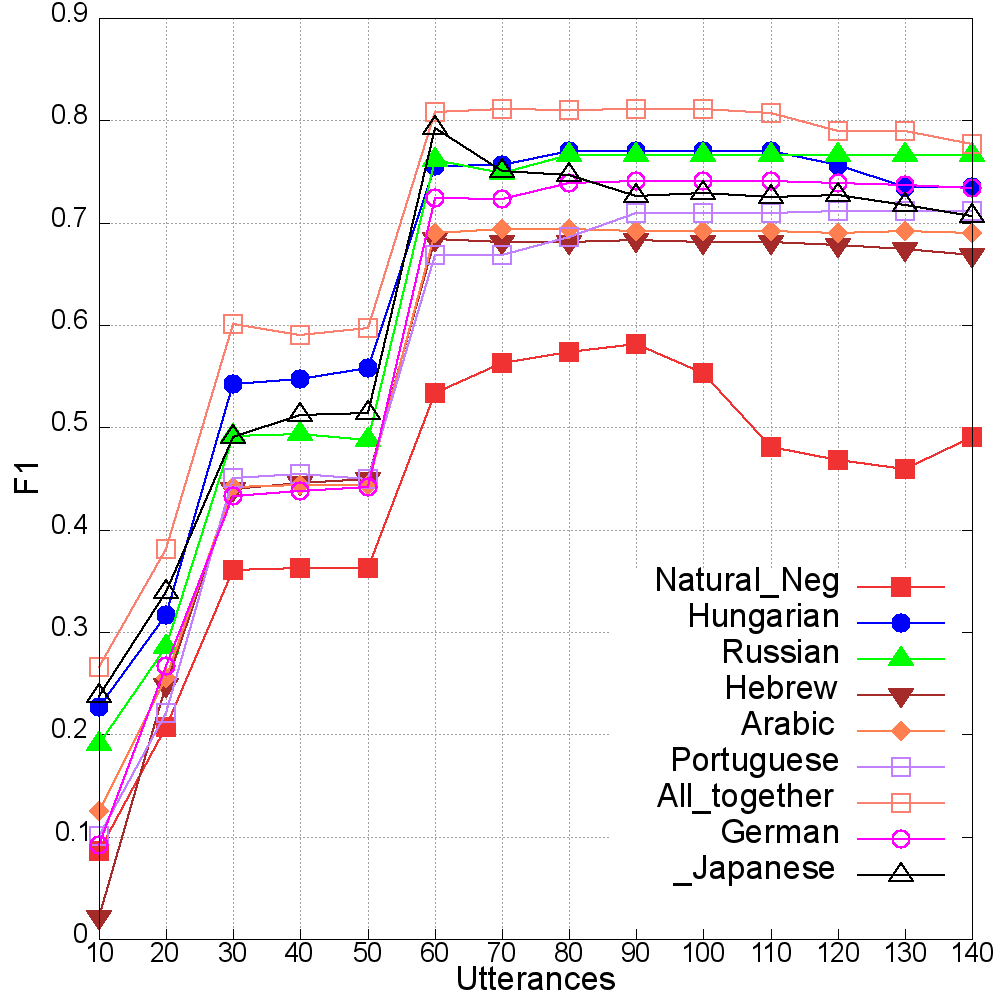 0.9
0.8
0.7
0.6
0.5
0.4
0.3
0.2
0.1
0
F1
Natural_Neg
Hungarian
Russian
Hebrew
Arabic
Portuguese
All_together
German
_Japanese
10 20 30 40 50 60 70 80 90 100 110 120 130 140
Utterances